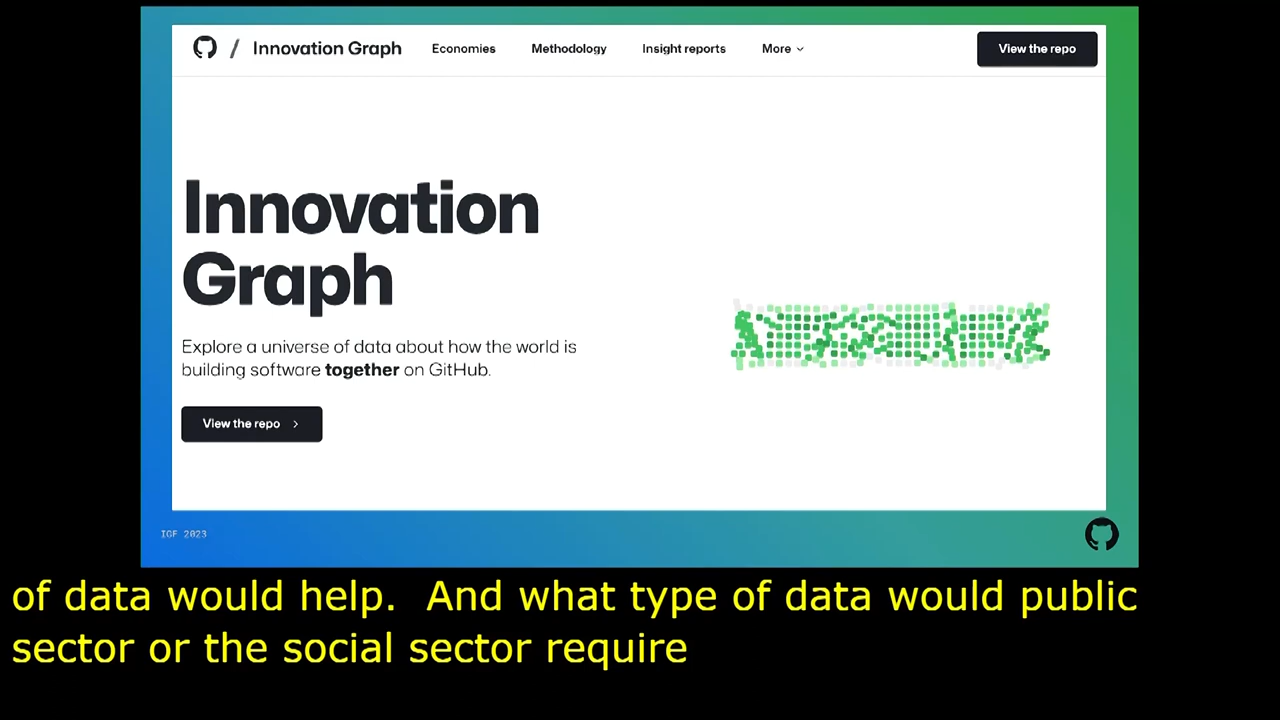 / Innovation Graph Economies Methodology Insight reports More View the repo
Innovation
Graph
Explore a universe of data about how the world is
building software together on GitHub.
View the repo
IGF 2023
of data would help.  And what type of data would public
sector or the social sector require